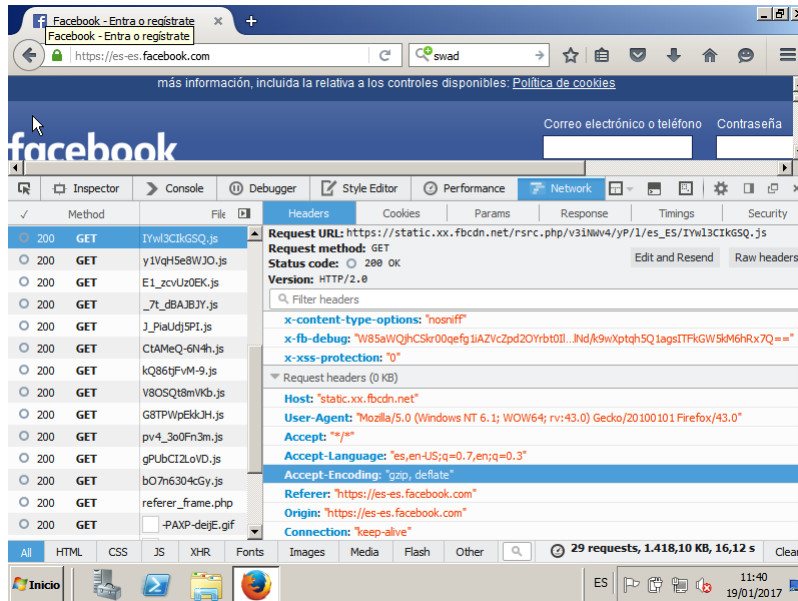 Facebook - Entra o regístrate
Facebook - Entra o regístrate
https://es-es.facebook.com
swad
más información, incluida la relativa a los controles disponibles: Política de cookies
facebook
Correo electrónico o teléfono Contraseña
Inspector Console Debugger Style Editor Performance Network
✓ Method File Headers Cookies Params Response Timings Security
200 GET IYwl3CIkGSQ.js
200 GET y1VqH5e8WJO.js
200 GET E1_zcvUz0EK.js
200 GET _7t_dBAJBJY.js
200 GET J_PiaUdj5PI.js
200 GET CtAMeQ-6N4h.js
200 GET kQ86tjFvM-9.js
200 GET V8OSQt8mVKb.js
200 GET G8TPWpEkkJH.js
200 GET pv4_3o0Fn3m.js
200 GET gPUbCI2LoVD.js
200 GET bO7n6304cGy.js
200 GET referer_frame.php
200 GET -PAXP-deijE.gif
Request URL: https://static.xx.fbcdn.net/rsrc.php/v3iNWv4/yP/l/es_ES/IYwl3CIkGSQ.js
Request method: GET
Status code: 200 OK
Edit and Resend Raw headers
Version: HTTP/2.0
Filter headers
x-content-type-options: "nosniff"
x-fb-debug: "W85aWQjhCSkr00qefg1iAZVcZpd2OYrbt0Il…lNd/k9wXptqh5Q1agsITFkGW5kM6hRx7Q=="
x-xss-protection: "0"
Request headers (0 KB)
Host: "static.xx.fbcdn.net"
User-Agent: "Mozilla/5.0 (Windows NT 6.1; WOW64; rv:43.0) Gecko/20100101 Firefox/43.0"
Accept: "*/*"
Accept-Language: "es,en-US;q=0.7,en;q=0.3"
Accept-Encoding: "gzip, deflate"
Referer: "https://es-es.facebook.com"
Origin: "https://es-es.facebook.com"
Connection: "keep-alive"
All HTML CSS JS XHR Fonts Images Media Flash Other 29 requests, 1.418,10 KB, 16,12 s Clear
Inicio ES 11:40
19/01/2017